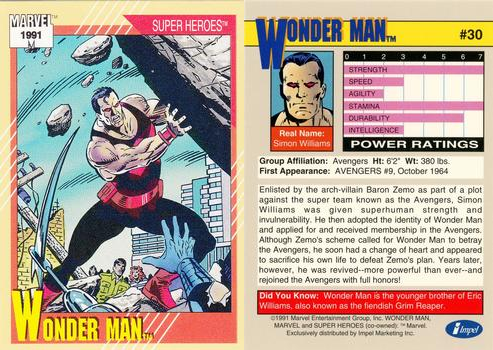 MARVEL
1991
M
SUPER HEROES™
WONDER MAN™
WONDER MAN™
#30
0 1 2 3 4 5 6 7
STRENGTH
SPEED
AGILITY
STAMINA
DURABILITY
INTELLIGENCE
POWER RATINGS
Real Name:
Simon Williams
Group Affiliation: Avengers Ht: 6'2" Wt: 380 lbs.
First Appearance: AVENGERS #9, October 1964
Enlisted by the arch-villain Baron Zemo as part of a plot
against the super team known as the Avengers, Simon
Williams was given superhuman strength and
invulnerability. He then adopted the identity of Wonder Man
and applied for and received membership in the Avengers.
Although Zemo's scheme called for Wonder Man to betray
the Avengers, he soon had a change of heart and appeared
to sacrifice his own life to defeat Zemo's plan. Years later,
however, he was revived--more powerful than ever--and
rejoined the Avengers with full honors!
Did You Know: Wonder Man is the younger brother of Eric
Williams, also known as the fiendish Grim Reaper.
©1991 Marvel Entertainment Group, Inc. WONDER MAN,
MARVEL and SUPER HEROES (co-owned): ™ Marvel.
Exclusively distributed by Impel Marketing Inc.
Impel